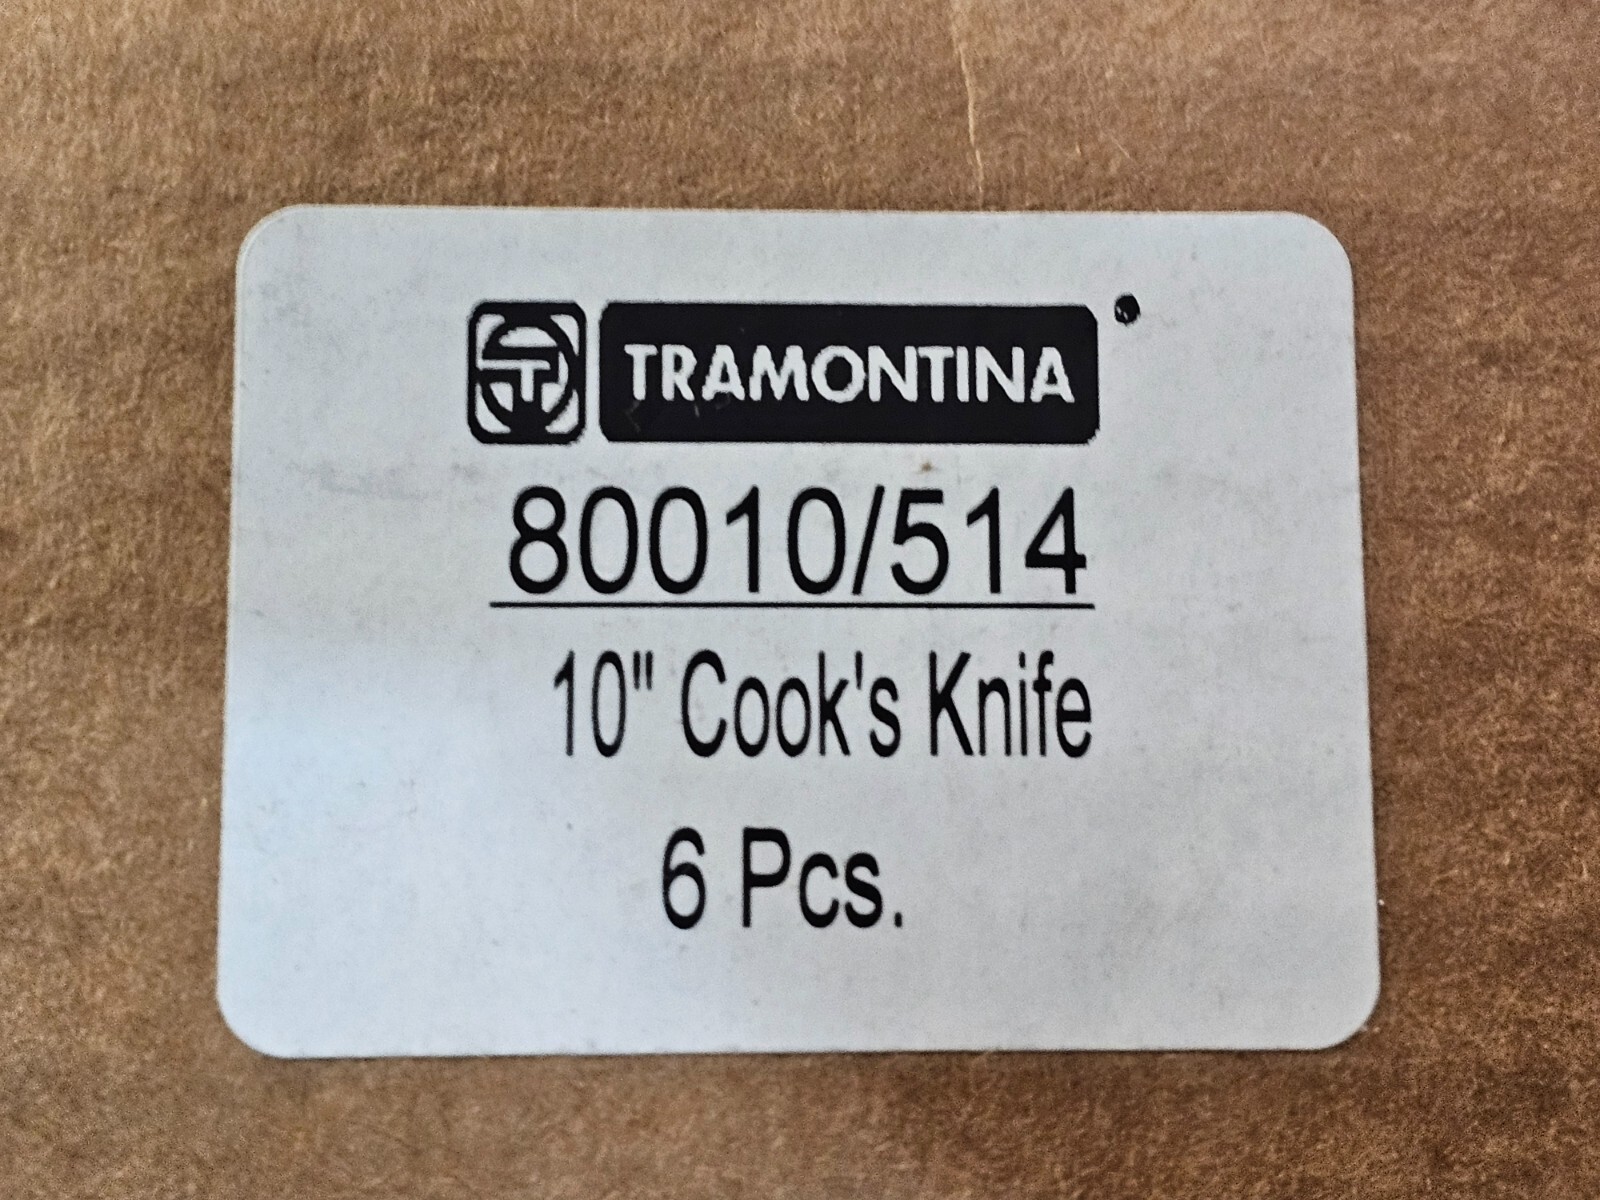 TRAMONTINA
80010/514
10" Cook's Knife
6 Pcs.